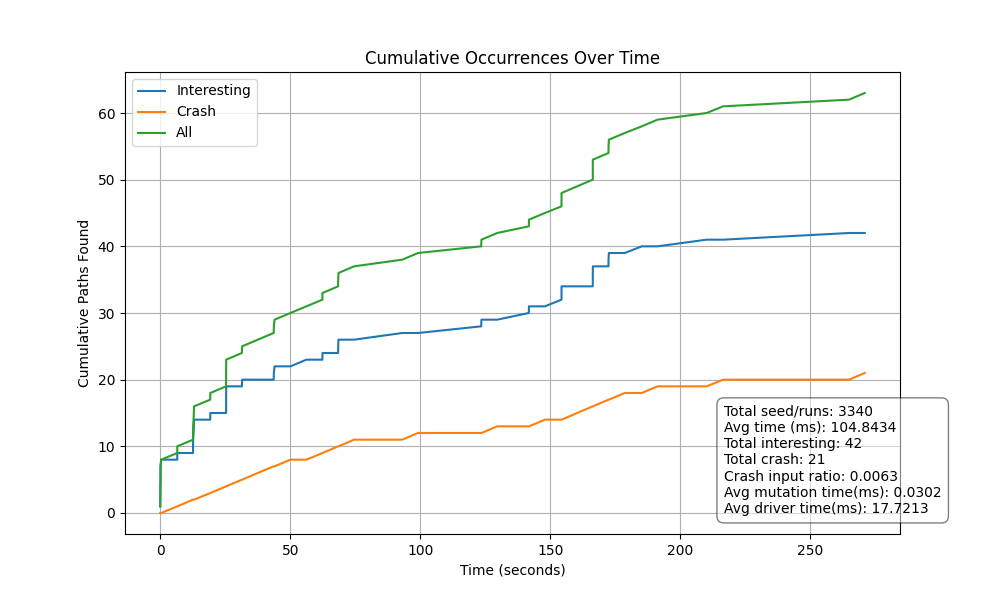 Cumulative Occurrences Over Time
Interesting
Crash
All
Cumulative Paths Found
60
50
40
30
20
10
0
Total seed/runs: 3340
Avg time (ms): 104.8434
Total interesting: 42
Total crash: 21
Crash input ratio: 0.0063
Avg mutation time(ms): 0.0302
Avg driver time(ms): 17.7213
0 50 100 150 200 250
Time (seconds)